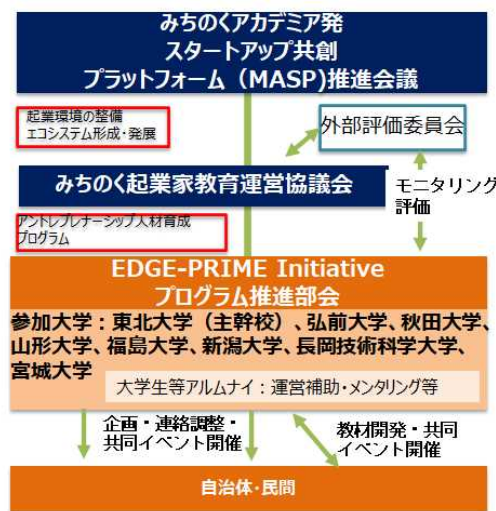 みちのくアカデミア発
スタートアップ共創
プラットフォーム（MASP)推進会議
起業環境の整備
エコシステム形成・発展
外部評価委員会
みちのく起業家教育運営協議会
モニタリング
評価
アントレプレナーシップ人材育成
プログラム
EDGE-PRIME Initiative
プログラム推進部会
参加大学：東北大学（主幹校）、弘前大学、秋田大学、
山形大学、福島大学、新潟大学、長岡技術科学大学、
宮城大学
大学生等アルムナイ：運営補助・メンタリング等
企画・連絡調整・
共同イベント開催
教材開発・共同
イベント開催
自治体・民間